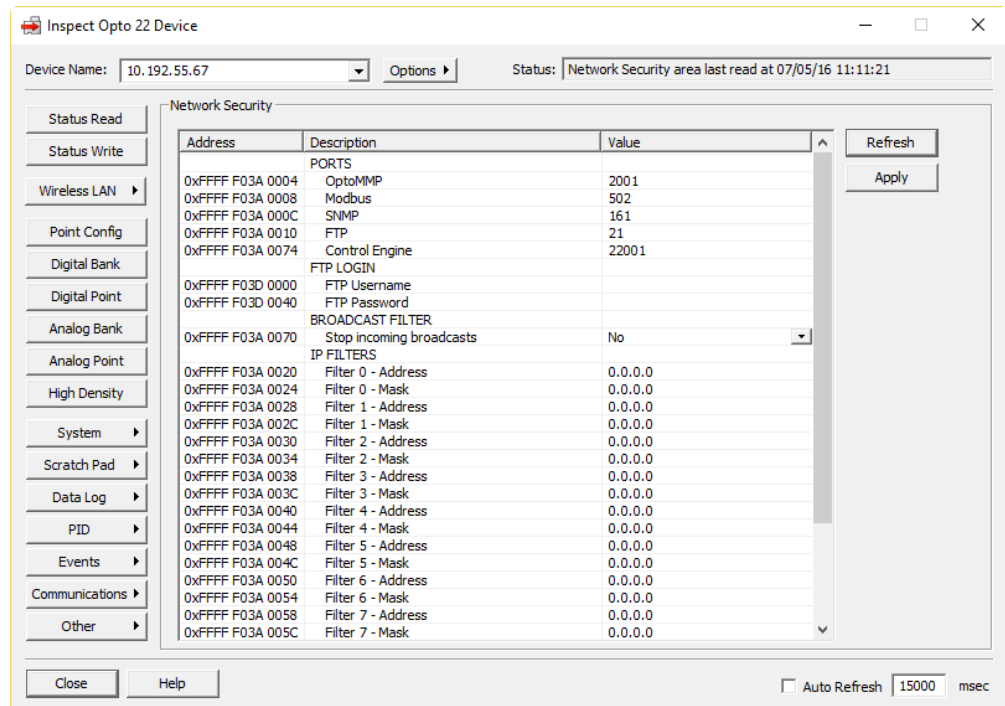 Inspect Opto 22 Device
Device Name: 10.192.55.67 Options Status: Network Security area last read at 07/05/16 11:11:21
Status Read
Status Write
Wireless LAN
Point Config
Digital Bank
Digital Point
Analog Bank
Analog Point
High Density
System
Scratch Pad
Data Log
PID
Events
Communications
Other
Network Security
Address Description Value
PORTS
0xFFFF F03A 0004 OptoMMP 2001
0xFFFF F03A 0008 Modbus 502
0xFFFF F03A 000C SNMP 161
0xFFFF F03A 0010 FTP 21
0xFFFF F03A 0074 Control Engine 22001
FTP LOGIN
0xFFFF F03D 0000 FTP Username
0xFFFF F03D 0040 FTP Password
BROADCAST FILTER
0xFFFF F03A 0070 Stop incoming broadcasts No
IP FILTERS
0xFFFF F03A 0020 Filter 0 - Address 0.0.0.0
0xFFFF F03A 0024 Filter 0 - Mask 0.0.0.0
0xFFFF F03A 0028 Filter 1 - Address 0.0.0.0
0xFFFF F03A 002C Filter 1 - Mask 0.0.0.0
0xFFFF F03A 0030 Filter 2 - Address 0.0.0.0
0xFFFF F03A 0034 Filter 2 - Mask 0.0.0.0
0xFFFF F03A 0038 Filter 3 - Address 0.0.0.0
0xFFFF F03A 003C Filter 3 - Mask 0.0.0.0
0xFFFF F03A 0040 Filter 4 - Address 0.0.0.0
0xFFFF F03A 0044 Filter 4 - Mask 0.0.0.0
0xFFFF F03A 0048 Filter 5 - Address 0.0.0.0
0xFFFF F03A 004C Filter 5 - Mask 0.0.0.0
0xFFFF F03A 0050 Filter 6 - Address 0.0.0.0
0xFFFF F03A 0054 Filter 6 - Mask 0.0.0.0
0xFFFF F03A 0058 Filter 7 - Address 0.0.0.0
0xFFFF F03A 005C Filter 7 - Mask 0.0.0.0
Refresh
Apply
Close Help Auto Refresh 15000 msec